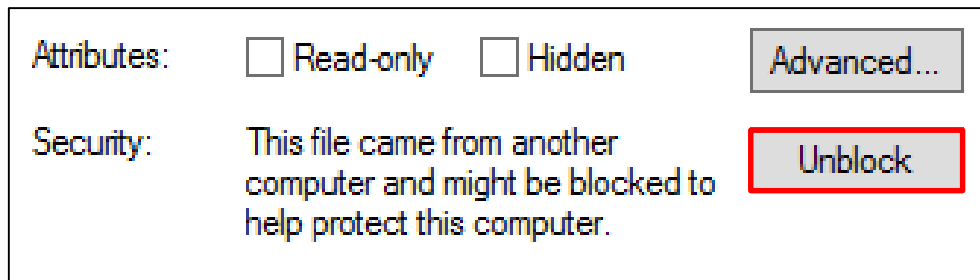 Attributes: Read-only Hidden Advanced...
Security: This file came from another
computer and might be blocked to
help protect this computer.
Unblock